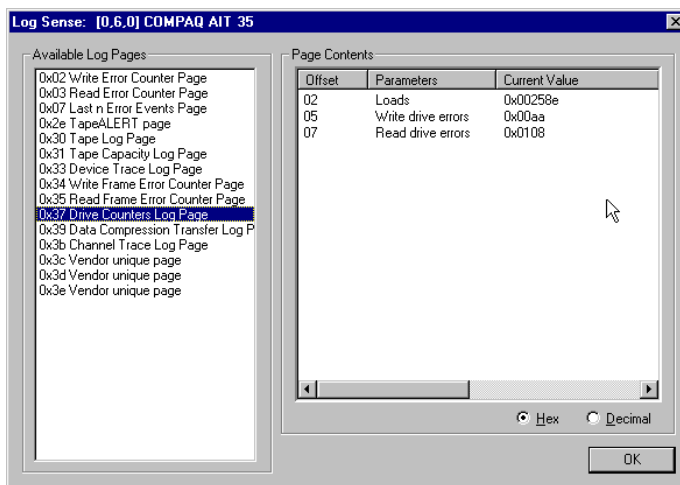 Log Sense: [0,6,0] COMPAQ AIT 35
Available Log Pages
0x02 Write Error Counter Page
0x03 Read Error Counter Page
0x07 Last n Error Events Page
0x2e TapeALERT page
0x30 Tape Log Page
0x31 Tape Capacity Log Page
0x33 Device Trace Log Page
0x34 Write Frame Error Counter Page
0x35 Read Frame Error Counter Page
0x37 Drive Counters Log Page
0x39 Data Compression Transfer Log P
0x3b Channel Trace Log Page
0x3c Vendor unique page
0x3d Vendor unique page
0x3e Vendor unique page
Page Contents
Offset Parameters Current Value
02 Loads 0x00258e
05 Write drive errors 0x00aa
07 Read drive errors 0x0108
Hex Decimal
OK